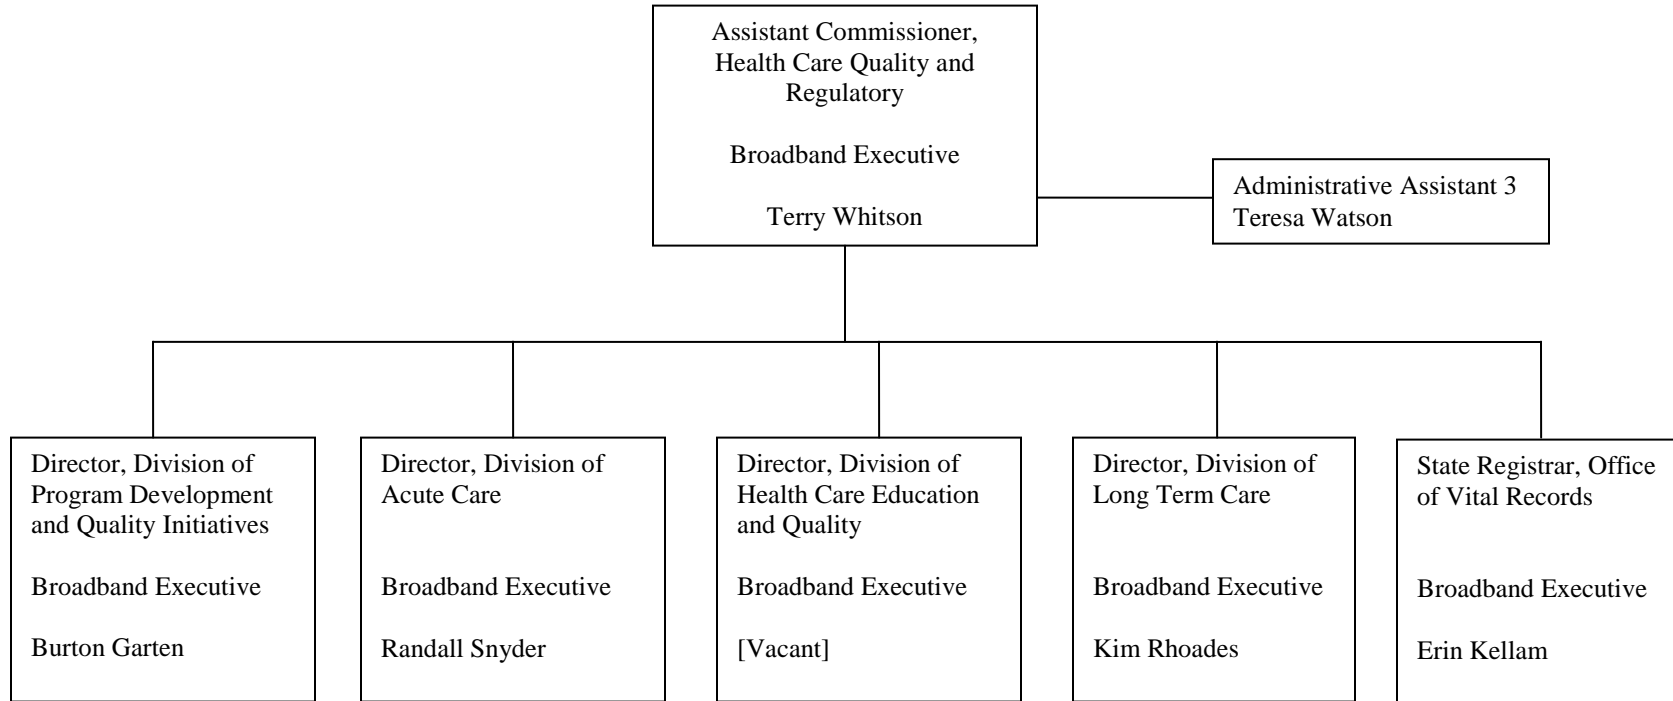 Assistant Commissioner,
Health Care Quality and
Regulatory
Broadband Executive
Terry Whitson
Administrative Assistant 3
Teresa Watson
Director, Division of
Program Development
and Quality Initiatives
Broadband Executive
Burton Garten
Director, Division of
Acute Care
Broadband Executive
Randall Snyder
Director, Division of
Health Care Education
and Quality
Broadband Executive
[Vacant]
Director, Division of
Long Term Care
Broadband Executive
Kim Rhoades
State Registrar, Office
of Vital Records
Broadband Executive
Erin Kellam